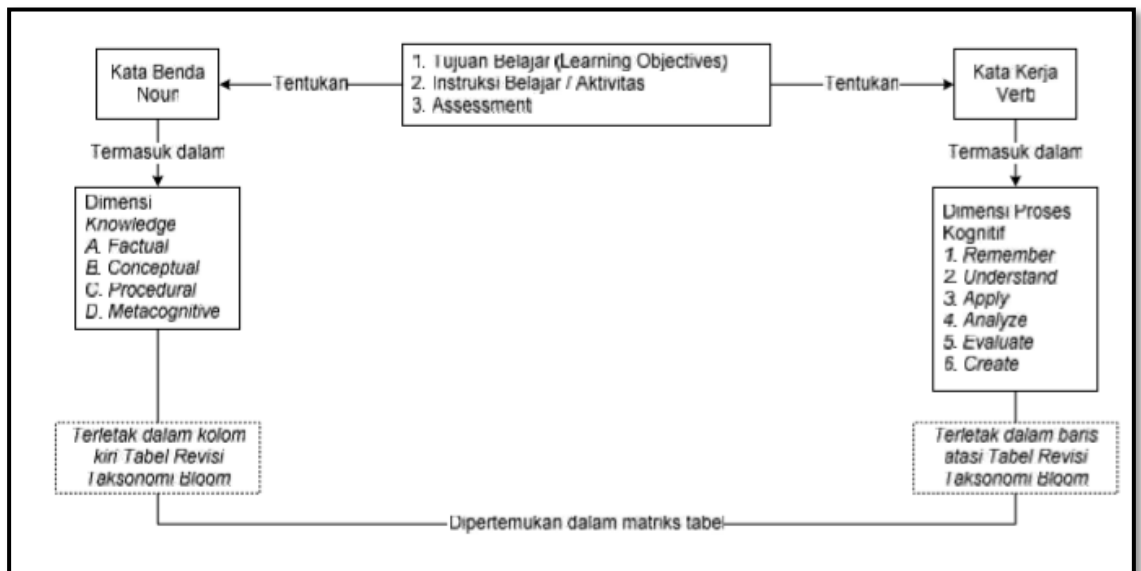 1. Tujuan Belajar (Learning Objectives)
2. Instruksi Belajar / Aktivitas
3. Assessment
Tentukan
Tentukan
Kata Benda
Noun
Kata Kerja
Verb
Termasuk dalam
Termasuk dalam
Dimensi
Knowledge
A. Factual
B. Conceptual
C. Procedural
D. Metacognitive
Dimensi Proses
Kognitif
1. Remember
2. Understand
3. Apply
4. Analyze
5. Evaluate
6. Create
Terletak dalam kolom
kiri Tabel Revisi
Taksonomi Bloom
Terletak dalam baris
atasi Tabel Revisi
Taksonomi Bloom
Dipertemukan dalam matriks tabel